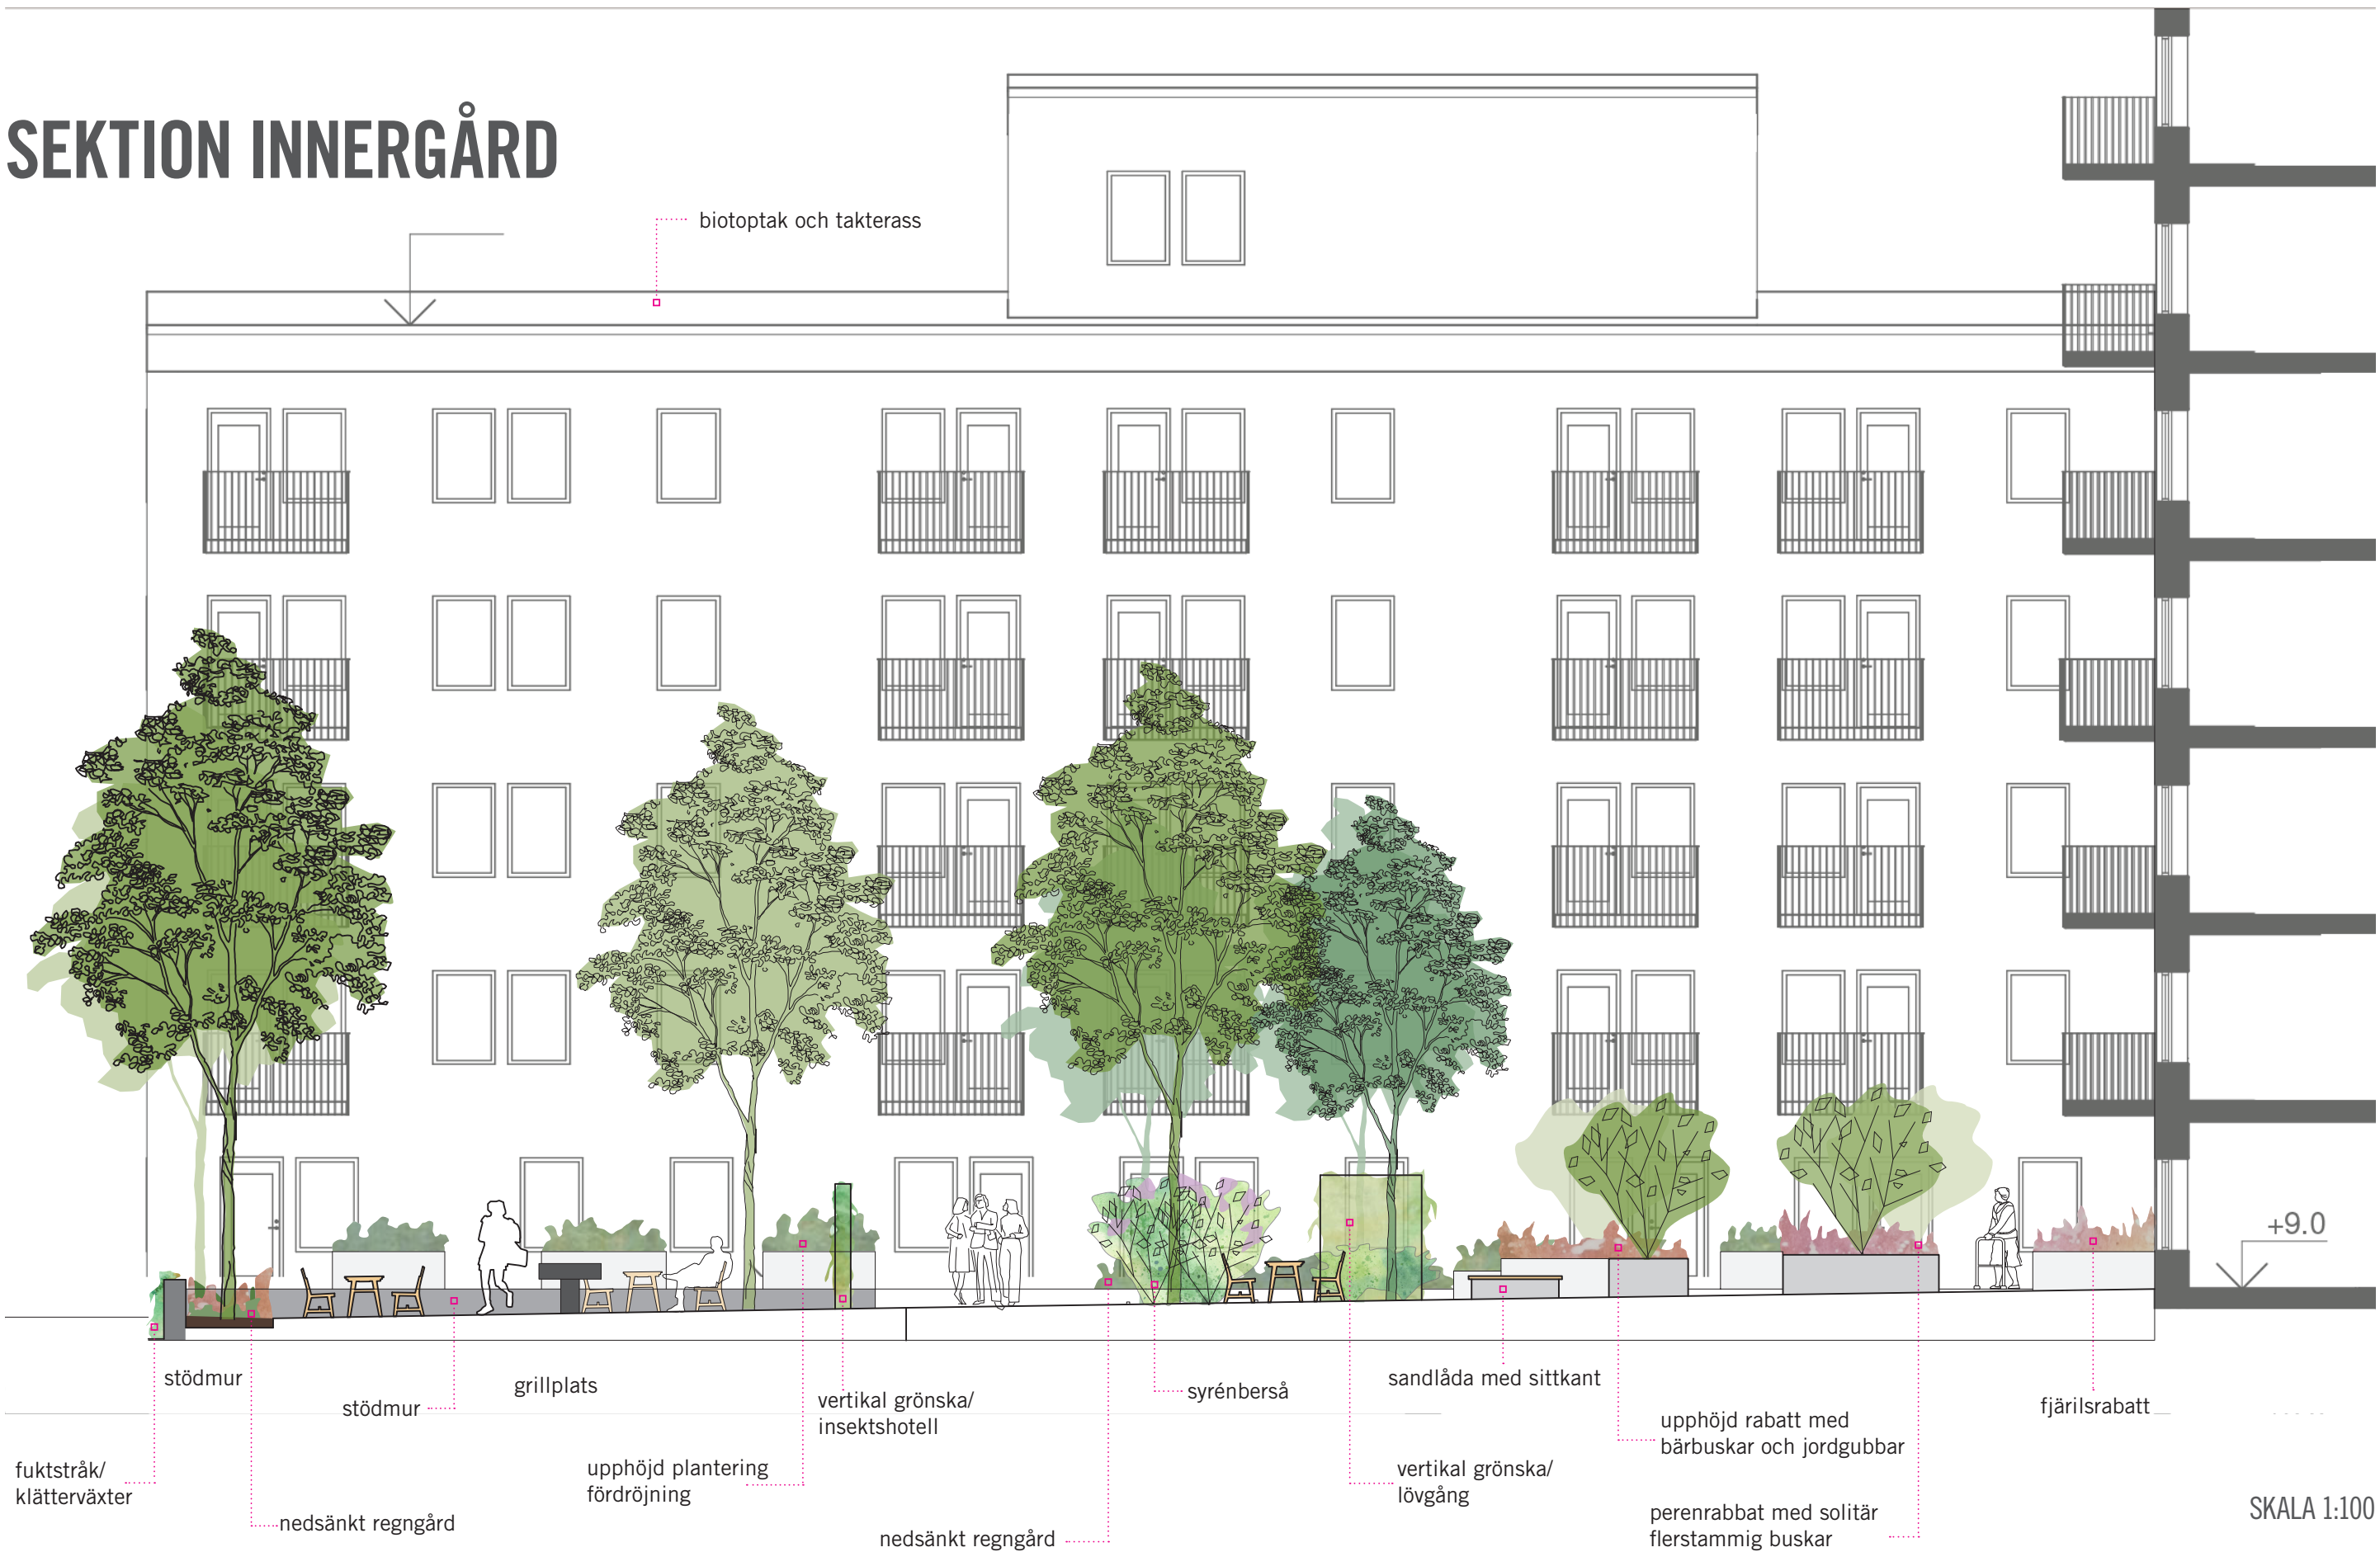 SEKTION INNERGÅRD
biotoptak och takterass
+9.0
stödmur
stödmur
grillplats
vertikal grönska/
insektshotell
syrénberså
sandlåda med sittkant
upphöjd rabatt med
bärbuskar och jordgubbar
fjärilsrabatt
fuktstråk/
klätterväxter
upphöjd plantering
fördröjning
vertikal grönska/
lövgång
nedsänkt regngård
nedsänkt regngård
perenrabbat med solitär
flerstammig buskar
SKALA 1:100